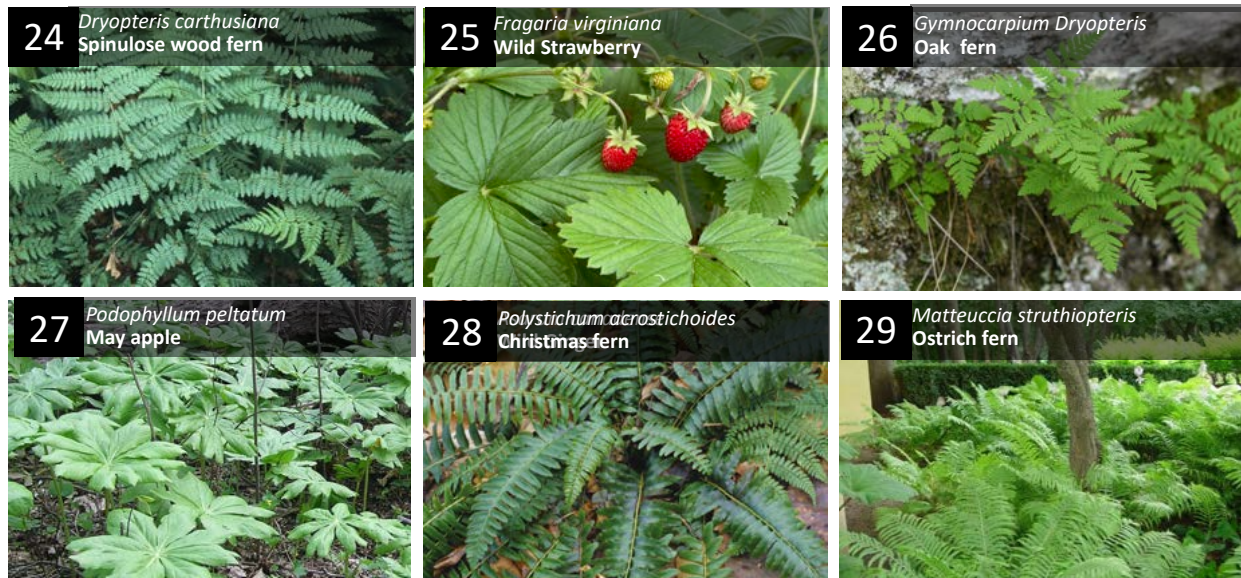 24
Dryopteris carthusiana
Spinulose wood fern
25
Fragaria virginiana
Wild Strawberry
26
Gymnocarpium Dryopteris
Oak fern
27
Podophyllum peltatum
May apple
28
Polystichum acrostichoides
Christmas fern
29
Matteuccia struthiopteris
Ostrich fern